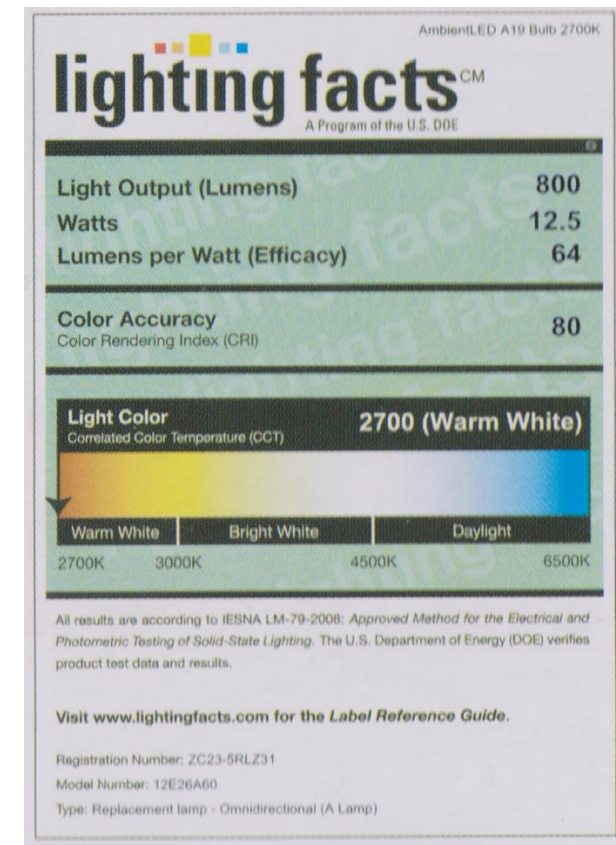 AmbientLED A19 Bulb 2700K
lighting facts CM
A Program of the U.S. DOE
Light Output (Lumens) 800
Watts 12.5
Lumens per Watt (Efficacy) 64
Color Accuracy 80
Color Rendering Index (CRI)
Light Color 2700 (Warm White)
Correlated Color Temperature (CCT)
Warm White Bright White Daylight
2700K 3000K 4500K 6500K
All results are according to IESNA LM-79-2008: Approved Method for the Electrical and
Photometric Testing of Solid-State Lighting. The U.S. Department of Energy (DOE) verifies
product test data and results.
Visit www.lightingfacts.com for the Label Reference Guide.
Registration Number: ZC23-5RLZ31
Model Number: 12E26A60
Type: Replacement lamp - Omnidirectional (A Lamp)